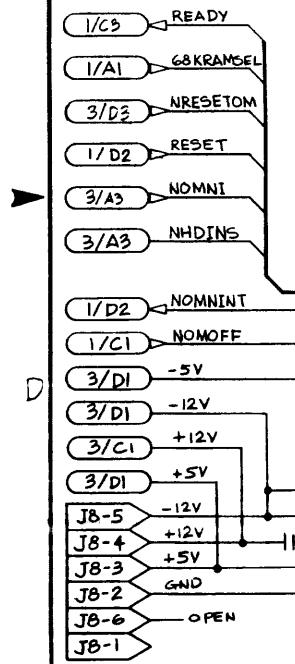 1/C3 READY
1/A1 68KRAMSEL
3/D3 NRESETOM
1/D2 RESET
3/A3 NOMNI
3/A3 NHDINS
1/D2 NOMNINT
1/C1 NOMOFF
D
3/D1 -5V
3/D1 -12V
3/C1 +12V
3/D1 +5V
J8-5 -12V
J8-4 +12V
J8-3 +5V
J8-2 GND
J8-6 OPEN
J8-1